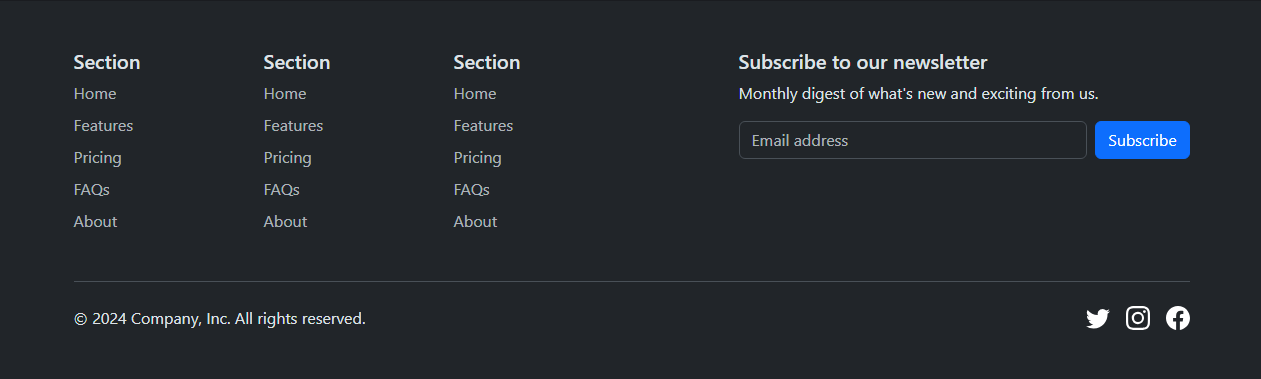 Section
Home
Features
Pricing
FAQs
About
Section
Home
Features
Pricing
FAQs
About
Section
Home
Features
Pricing
FAQs
About
Subscribe to our newsletter
Monthly digest of what's new and exciting from us.
Email address
Subscribe
© 2024 Company, Inc. All rights reserved.